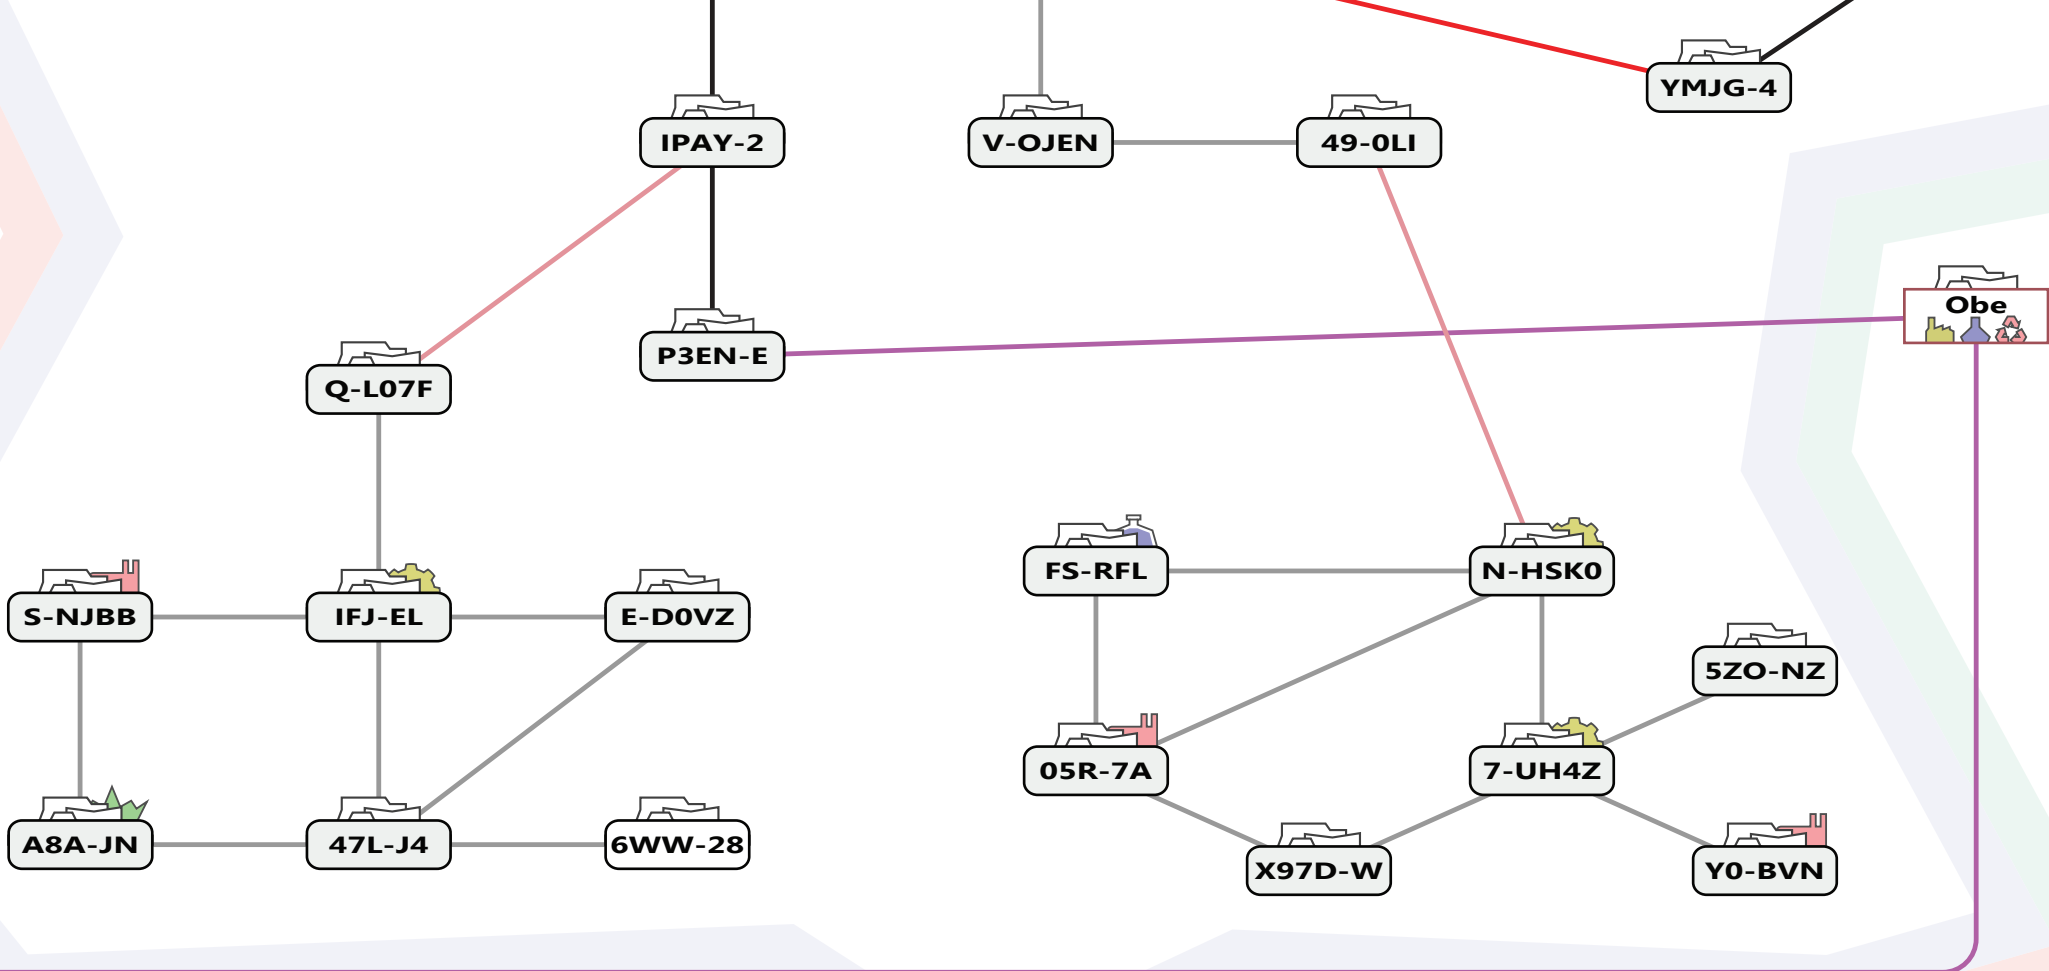 YMJG-4
IPAY-2
V-OJEN
49-0LI
Obe
P3EN-E
Q-L07F
FS-RFL
N-HSK0
S-NJBB
IFJ-EL
E-D0VZ
5ZO-NZ
05R-7A
7-UH4Z
A8A-JN
47L-J4
6WW-28
X97D-W
Y0-BVN